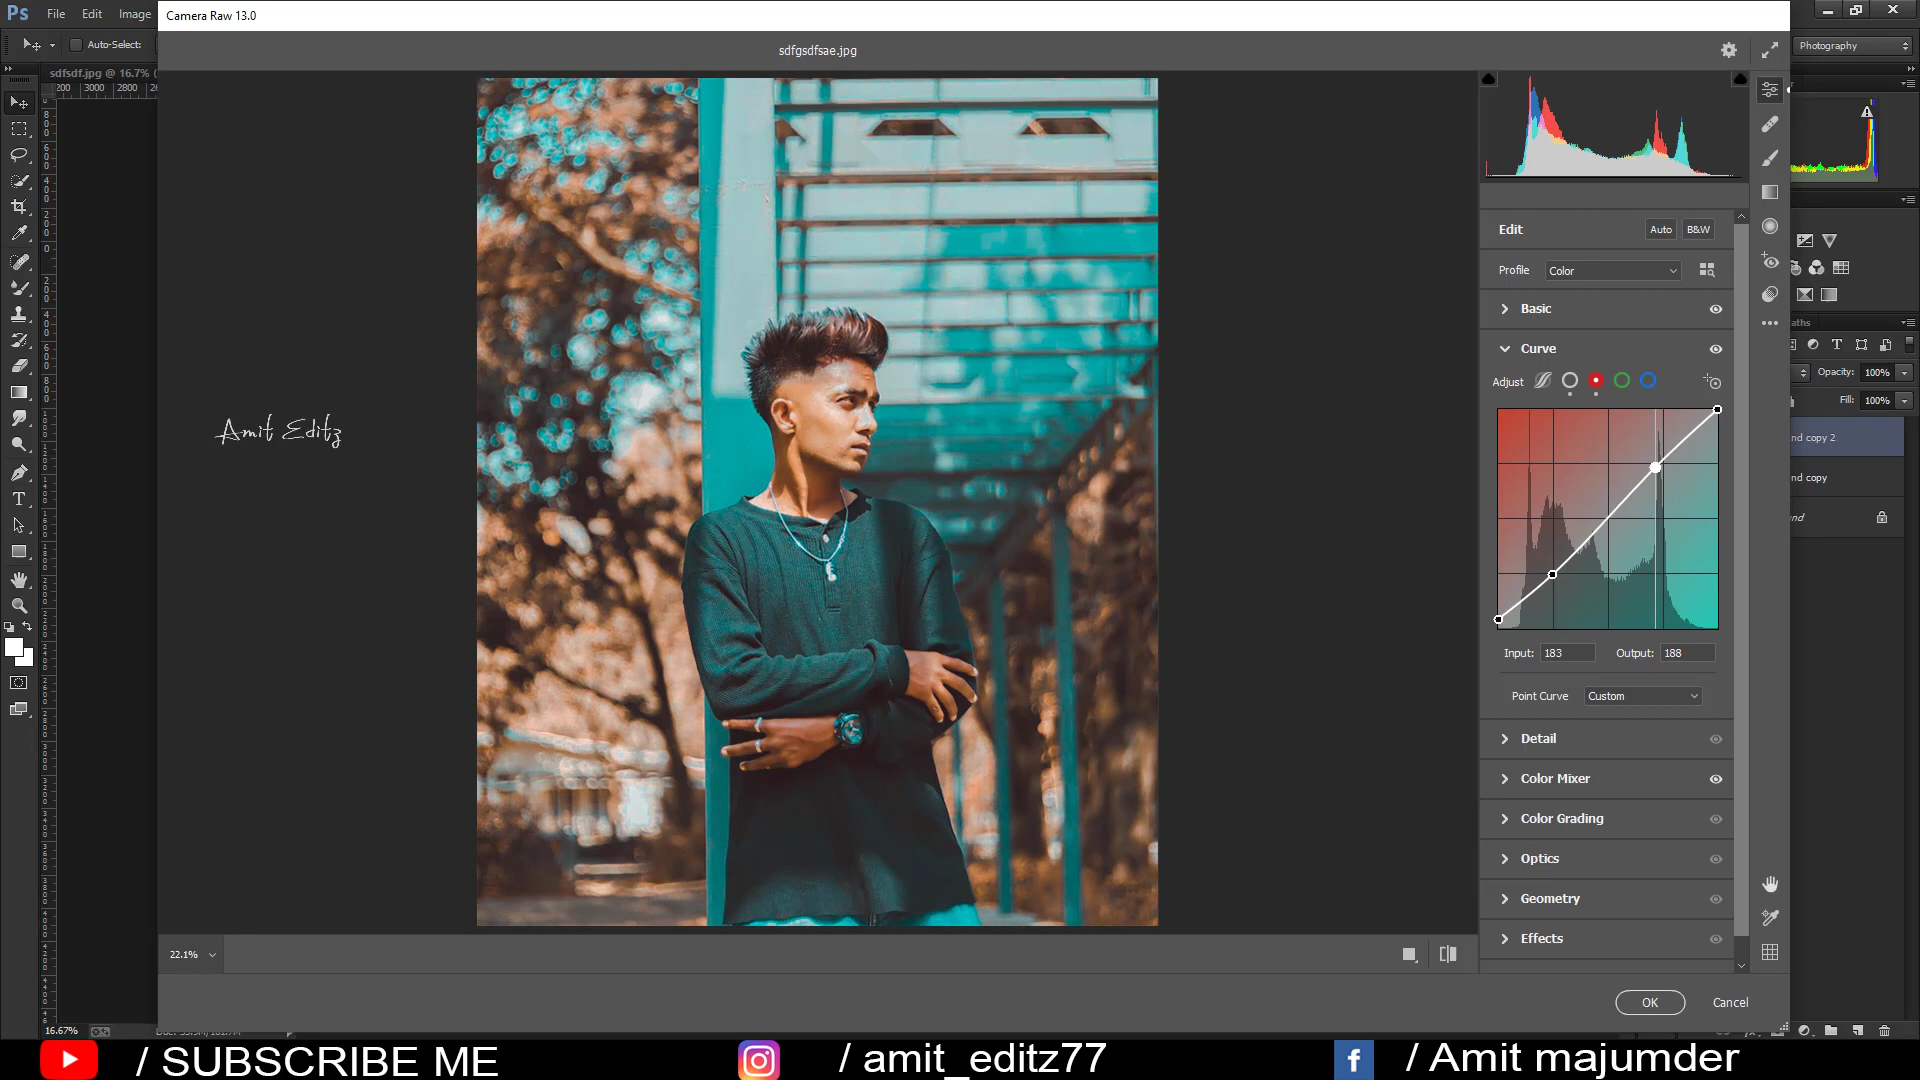 Ps File Edit Image
Camera Raw 13.0
sdfgsdfsae.jpg
Auto-Select:
Photography
sdfsdf.jpg @ 16.7% (
200 3000 2800
Edit Auto B&W
Profile Color
Basic
Curve
Adjust
Opacity: 100%
Fill: 100%
nd copy 2
nd copy
Amit Editz
Input: 183 Output: 188
Point Curve Custom
Detail
Color Mixer
Color Grading
Optics
Geometry
Effects
22.1%
OK Cancel
16.67%
/ SUBSCRIBE ME / amit_editz77 / Amit majumder